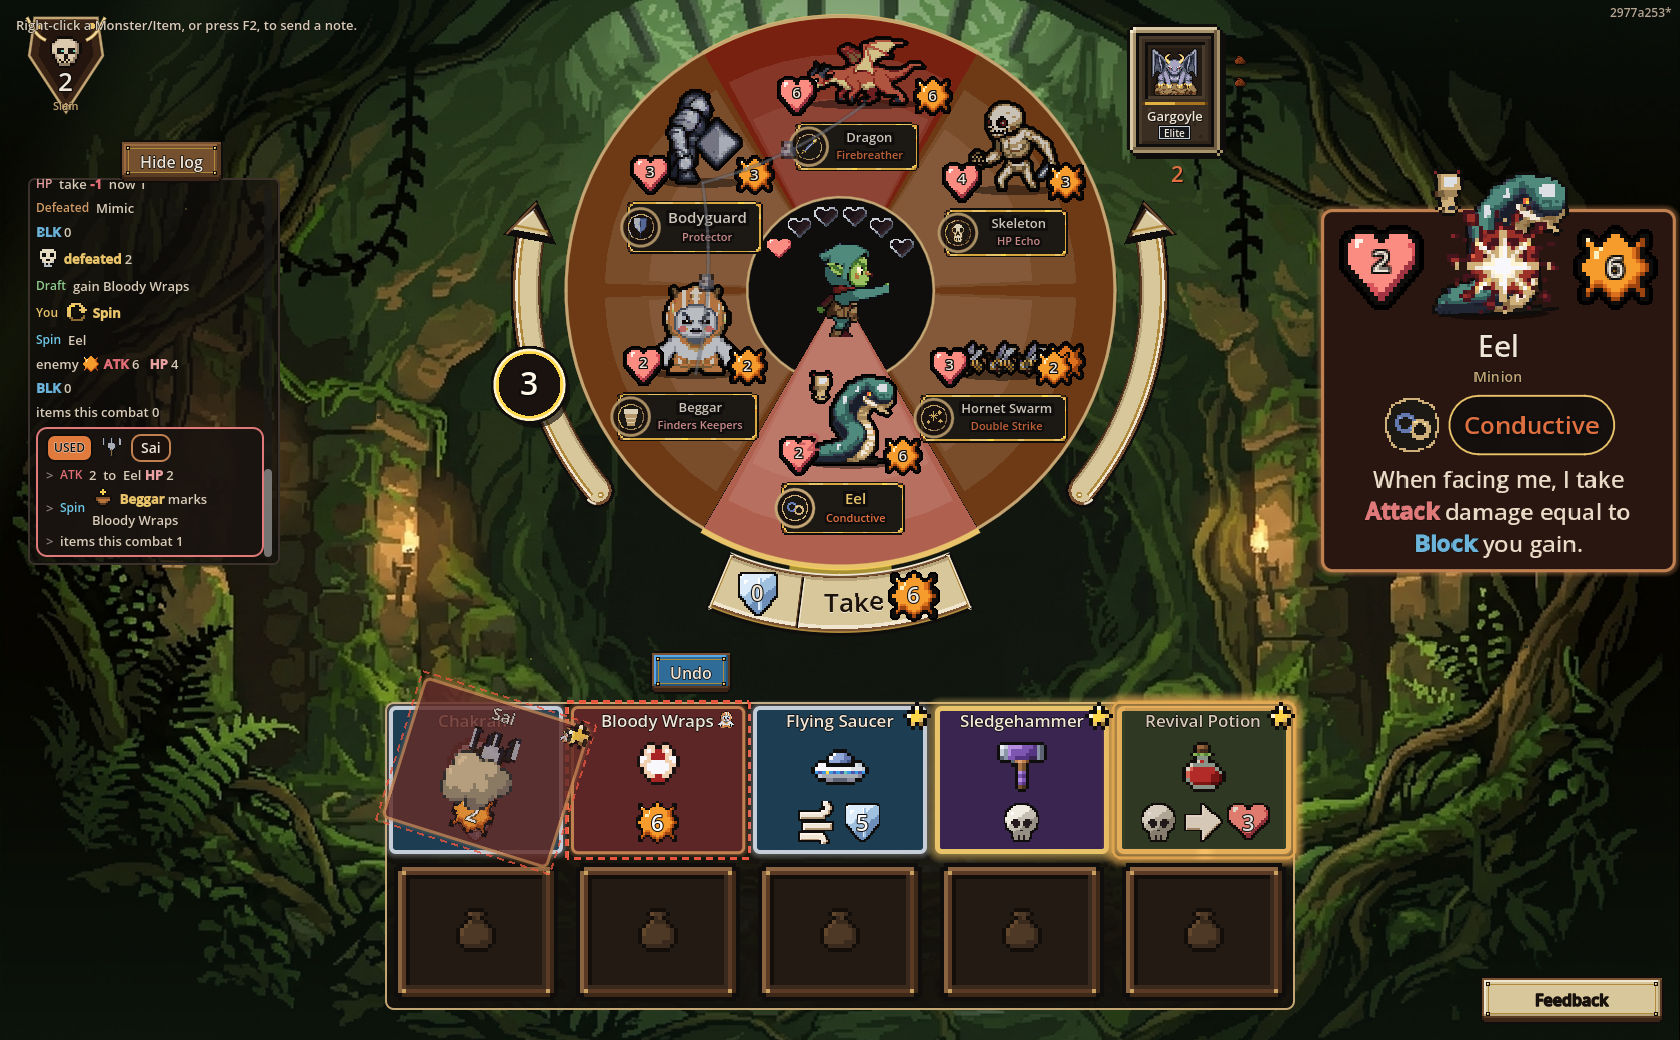 Right-click a Monster/Item, or press F2, to send a note.
2977a253*
2
Slem
Hide log
HP take -1 now 1
Defeated Mimic
BLK 0
defeated 2
Draft gain Bloody Wraps
You Spin
Spin Eel
enemy ATK 6 HP 4
BLK 0
items this combat 0
USED Sai
> ATK 2 to Eel HP 2
> Spin Beggar marks
Bloody Wraps
> items this combat 1
6
6
Dragon
Firebreather
3
3
Bodyguard
Protector
4
3
Skeleton
HP Echo
2
2
Beggar
Finders Keepers
3
2
Hornet Swarm
Double Strike
2
6
Eel
Conductive
3
0
Take 6
Gargoyle
Elite
2
2
6
Eel
Minion
Conductive
When facing me, I take
Attack damage equal to
Block you gain.
Undo
Chakra
Sai
2
Bloody Wraps
6
Flying Saucer
5
Sledgehammer
Revival Potion
3
Feedback